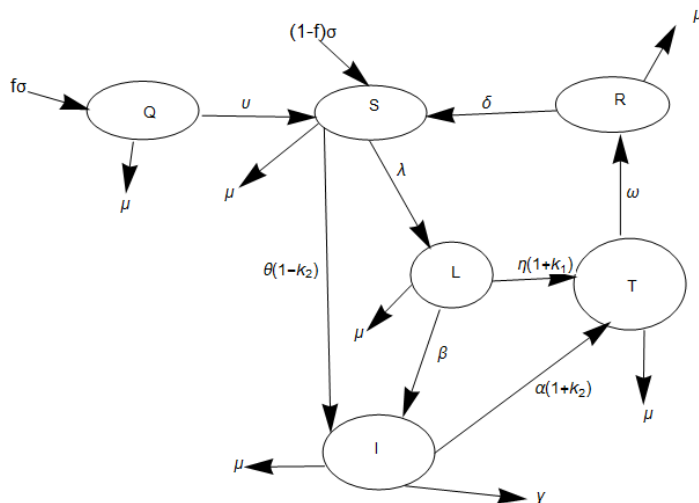 μ
(1-f)σ
fσ
Q
υ
S
δ
R
μ
μ
λ
ω
θ(1-k₂)
L
η(1+k₁)
T
μ
β
α(1+k₂)
μ
I
μ
γ